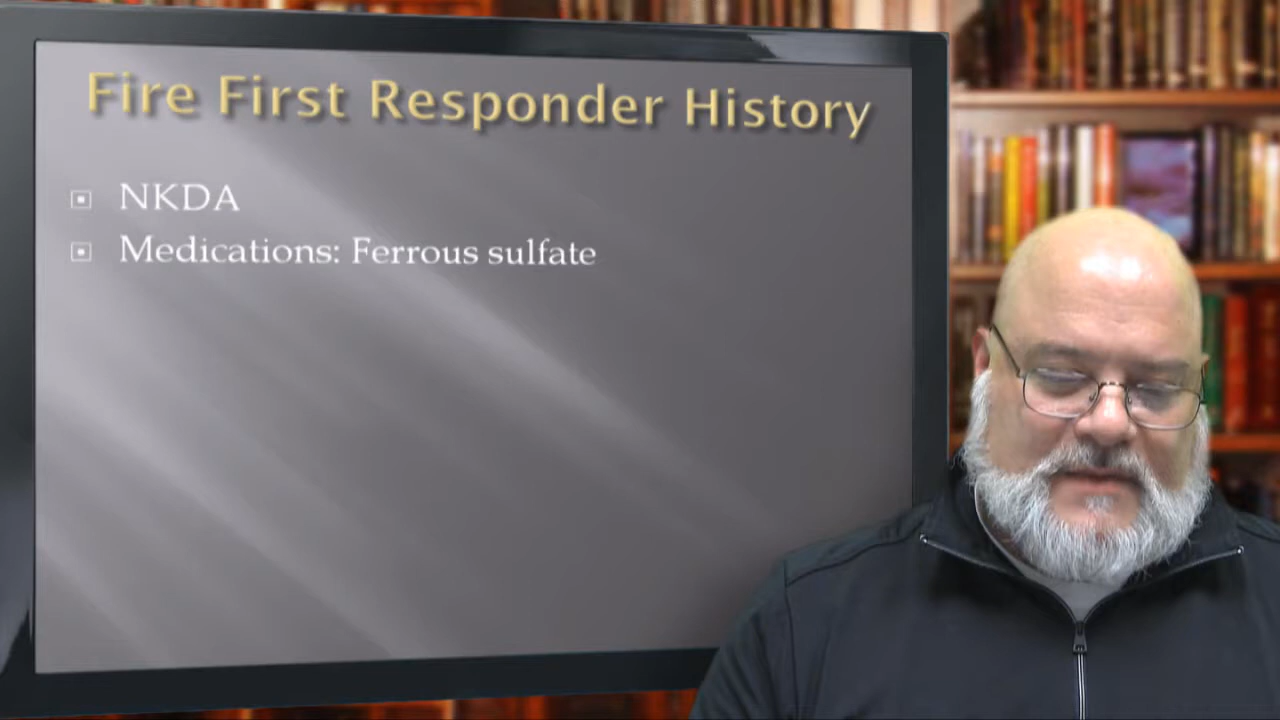 Fire First Responder History
NKDA
Medications: Ferrous sulfate